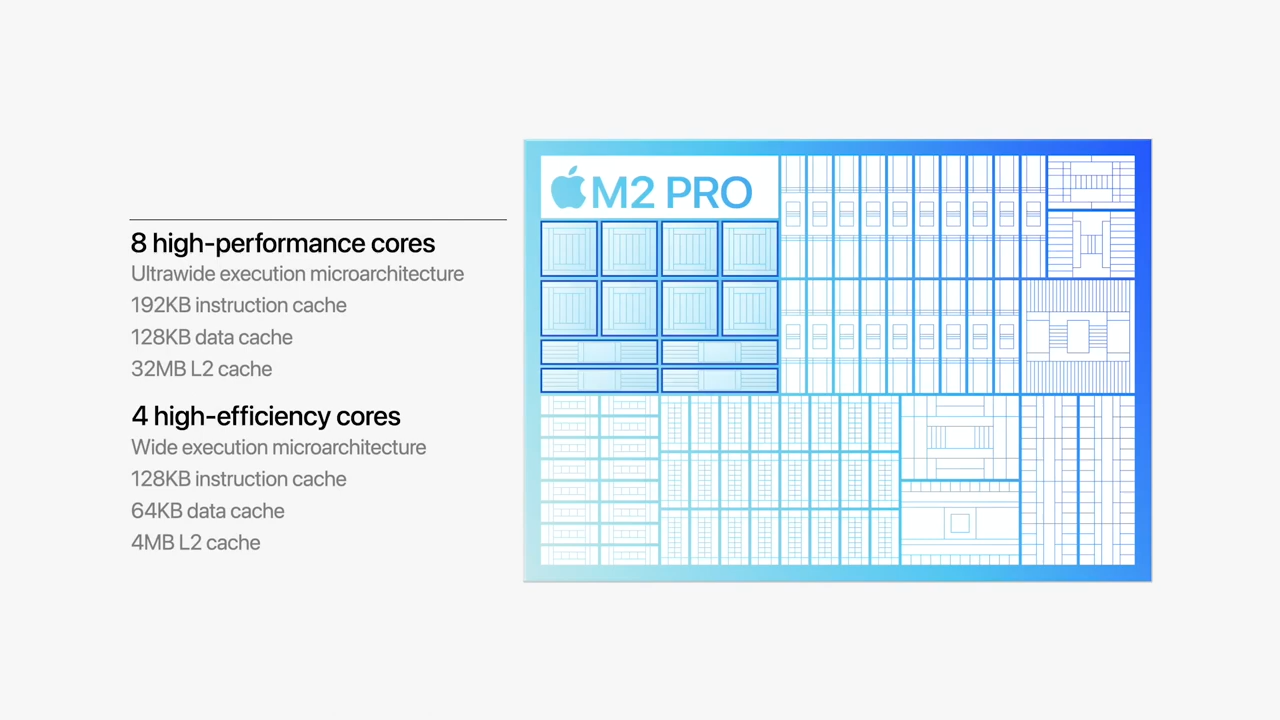 M2 PRO
8 high-performance cores
Ultrawide execution microarchitecture
192KB instruction cache
128KB data cache
32MB L2 cache
4 high-efficiency cores
Wide execution microarchitecture
128KB instruction cache
64KB data cache
4MB L2 cache